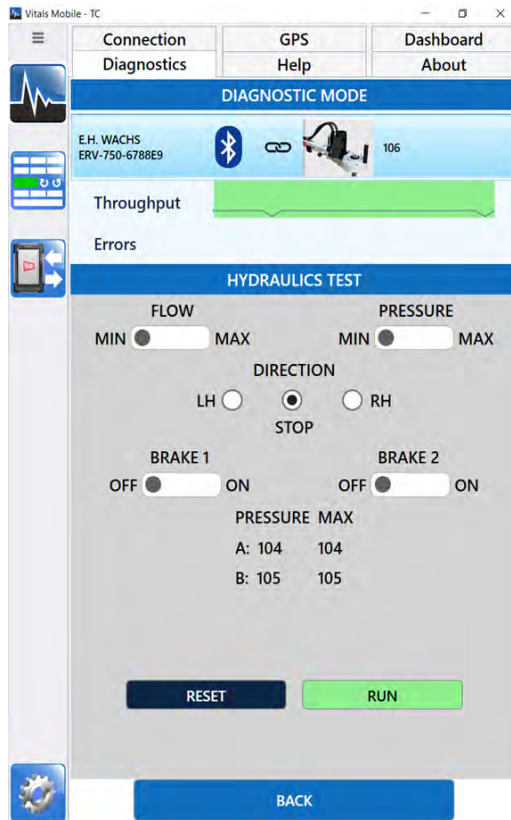 Vitals Mobile - TC
Connection GPS Dashboard
Diagnostics Help About
DIAGNOSTIC MODE
E.H. WACHS
ERV-750-6788E9
106
Throughput
Errors
HYDRAULICS TEST
FLOW PRESSURE
MIN MAX MIN MAX
DIRECTION
LH RH
STOP
BRAKE 1 BRAKE 2
OFF ON OFF ON
PRESSURE MAX
A: 104 104
B: 105 105
RESET RUN
BACK